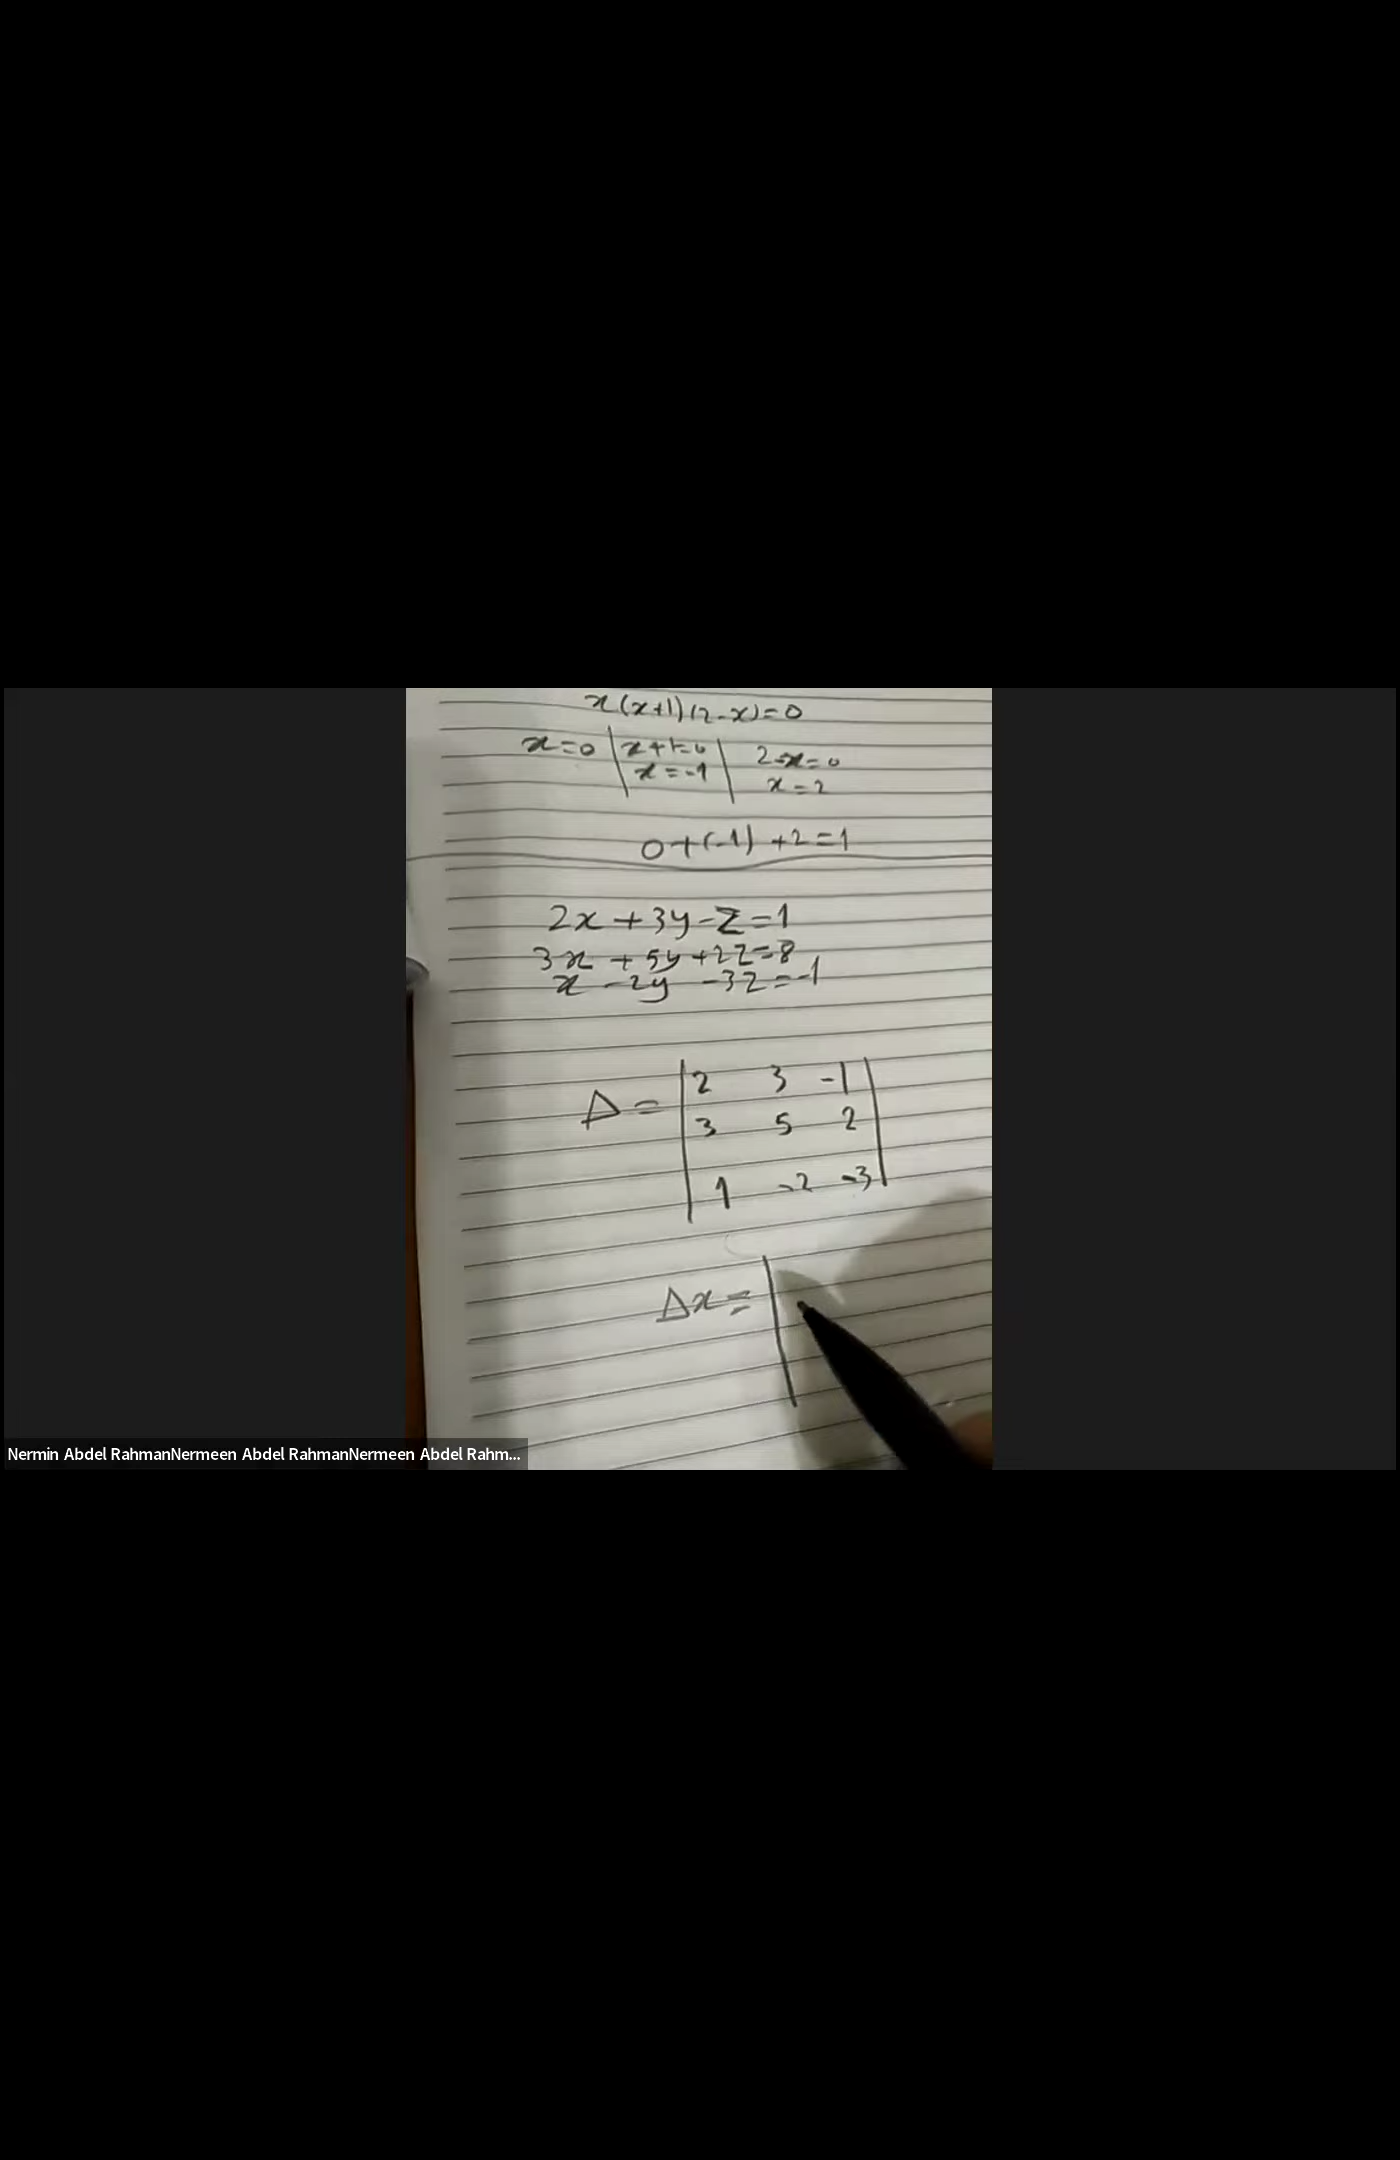 x(x+1)(2-x)=0
x=0 | x+1=0 | 2-x=0
x=-1 | x=2
0+(-1)+2=1
2x+3y-z=1
3x+5y+2z=8
x-2y-3z=-1
Δ= | 2 3 -1 |
| 3 5 2 |
| 1 -2 -3 |
Δx= |
Nermin Abdel RahmanNermeen Abdel RahmanNermeen Abdel Rahm...